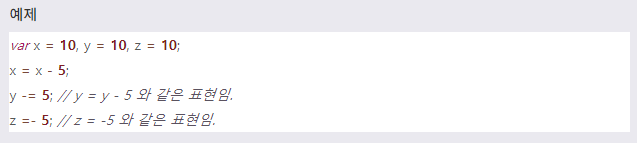 예제
var x = 10, y = 10, z = 10;
x = x - 5;
y -= 5; // y = y - 5 와 같은 표현임.
z =- 5; // z = -5 와 같은 표현임.